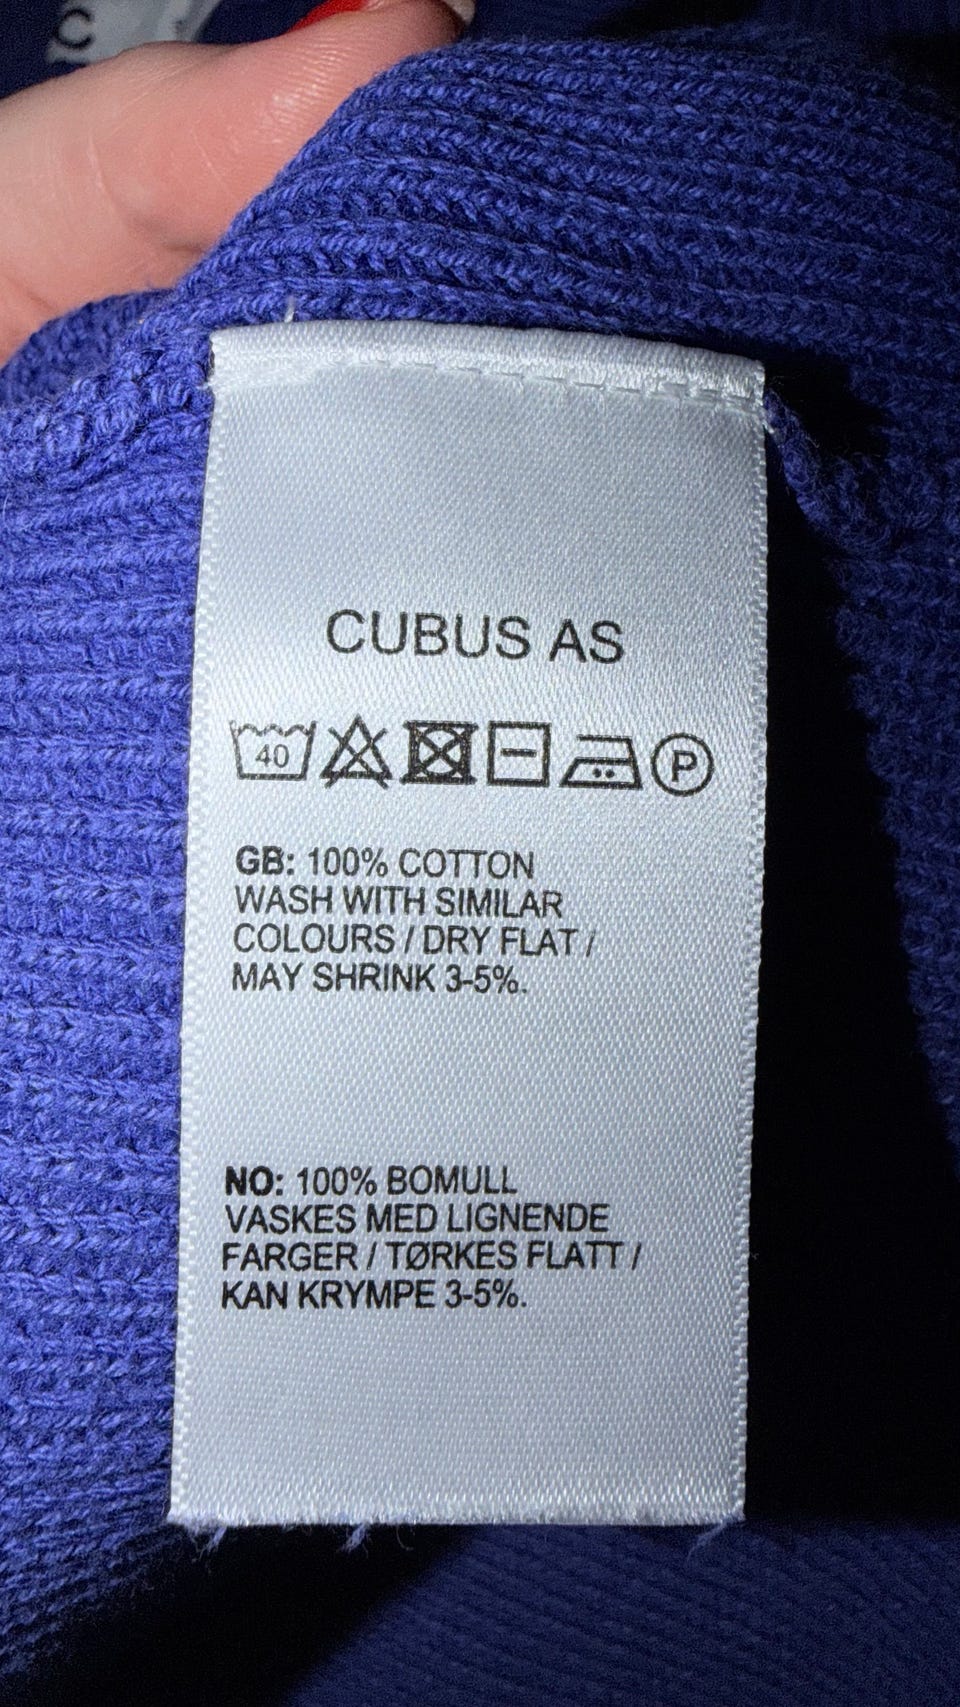 C
CUBUS AS
40 P
GB: 100% COTTON
WASH WITH SIMILAR
COLOURS / DRY FLAT /
MAY SHRINK 3-5%.
NO: 100% BOMULL
VASKES MED LIGNENDE
FARGER / TØRKES FLATT /
KAN KRYMPE 3-5%.